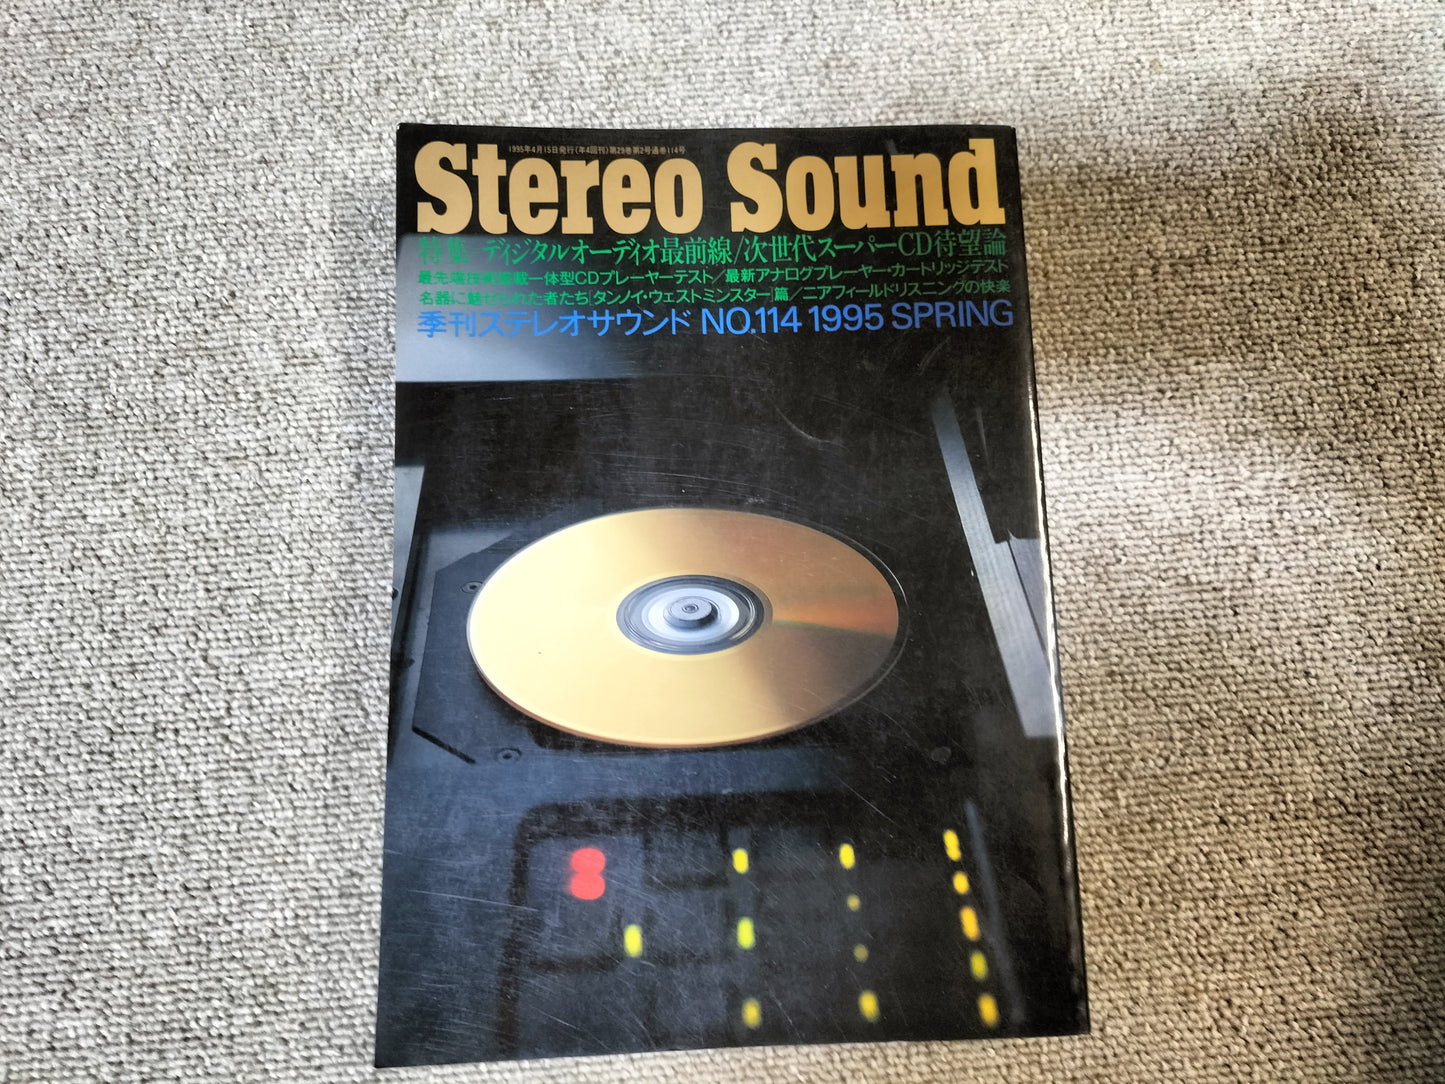 1995年4月15日発行(年4回刊)第29巻第2号通巻114号
Stereo Sound
特集 ディジタルオーディオ最前線/次世代スーパーCD待望論
最先端技術搭載一体型CDプレーヤーテスト/最新アナログプレーヤー・カートリッジテスト
名器に魅せられた者たち[タンノイ・ウェストミンスター]篇/ニアフィールドリスニングの快楽
季刊ステレオサウンド NO.114 1995 SPRING